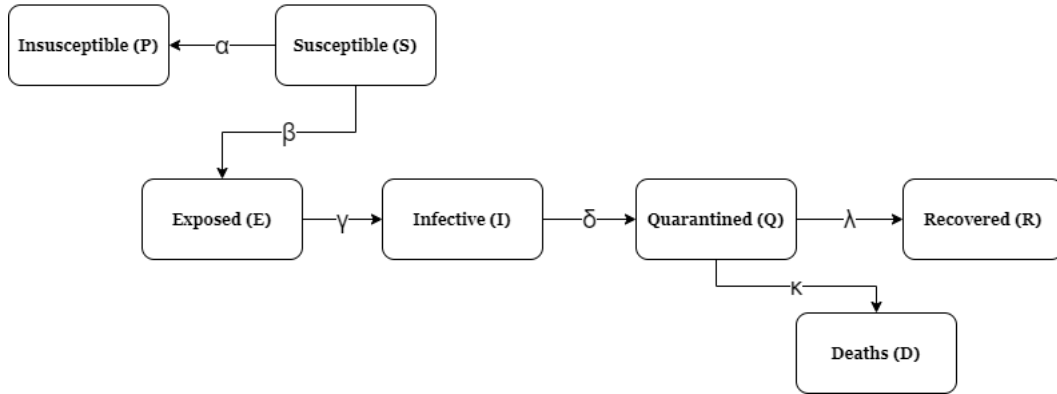 Insusceptible (P)
α
Susceptible (S)
β
Exposed (E)
γ
Infective (I)
δ
Quarantined (Q)
λ
Recovered (R)
κ
Deaths (D)